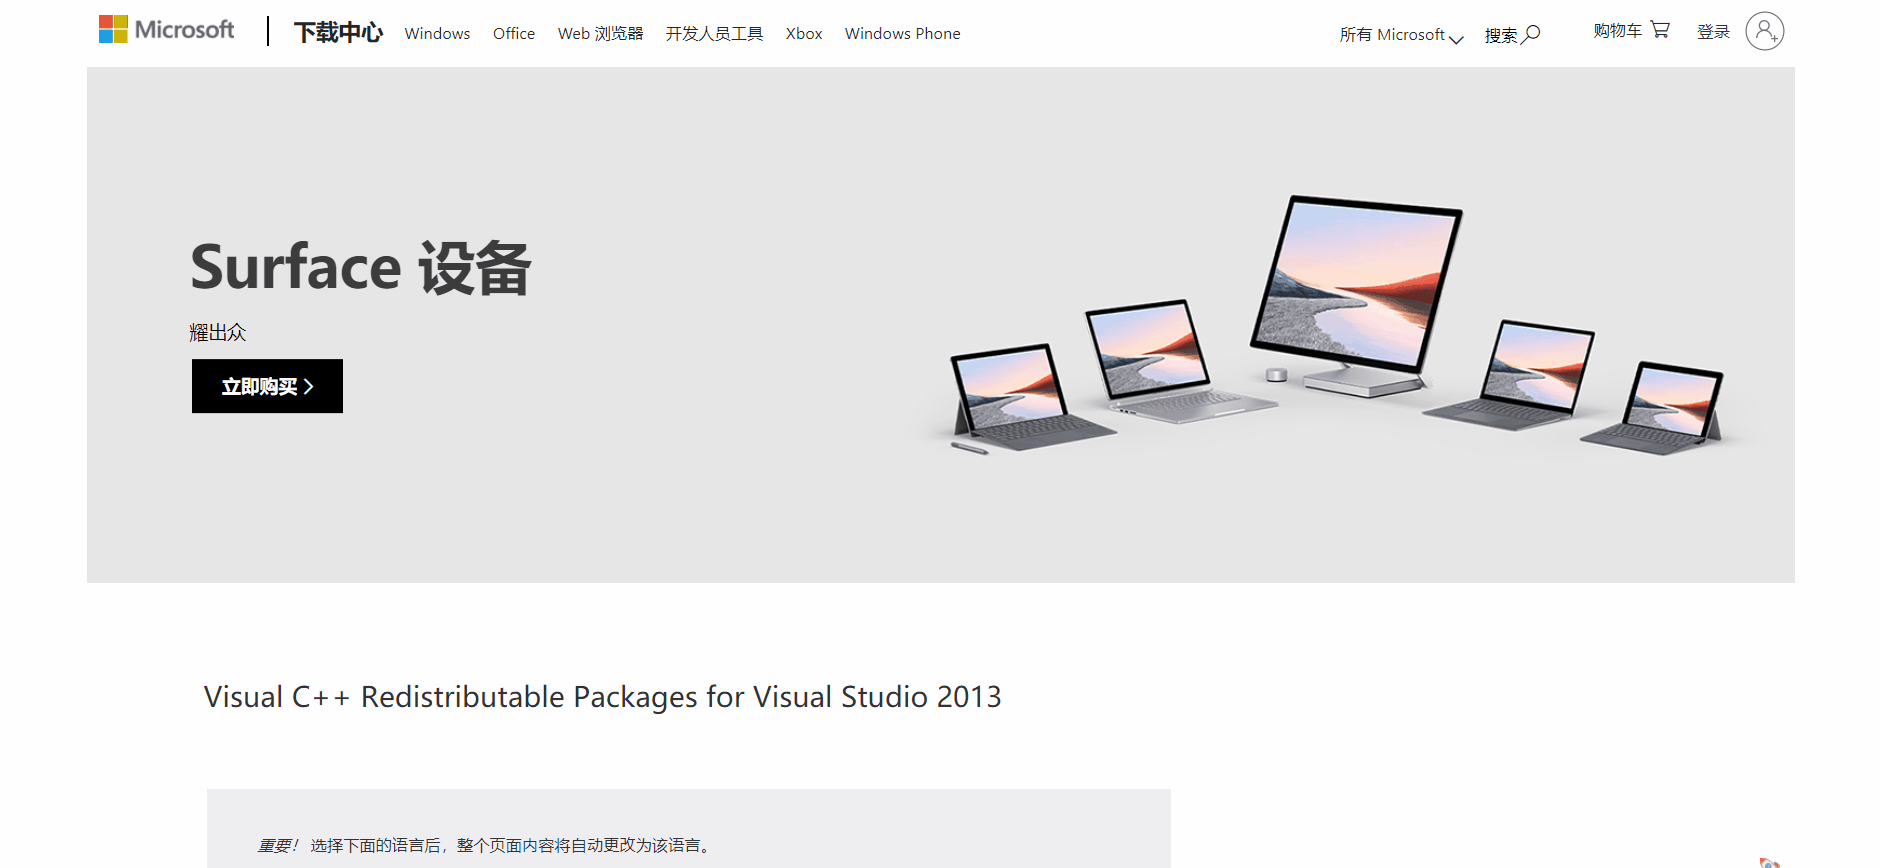 Microsoft 下载中心 Windows Office Web 浏览器 开发人员工具 Xbox Windows Phone 所有 Microsoft 搜索 购物车 登录
Surface 设备
耀出众
立即购买
Visual C++ Redistributable Packages for Visual Studio 2013
重要! 选择下面的语言后，整个页面内容将自动更改为该语言。